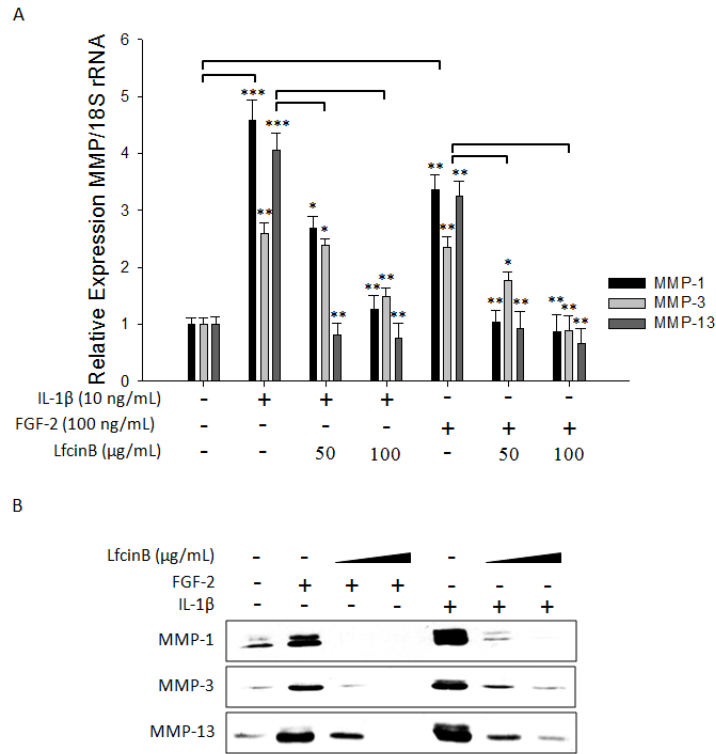 A
Relative Expression MMP/18S rRNA
6
5
4
3
2
1
0
*** ** *** * * ** ** ** ** ** ** ** ** * ** ** ** **
MMP-1
MMP-3
MMP-13
IL-1β (10 ng/mL) - + + + - - -
FGF-2 (100 ng/mL) - - - - + + +
LfcinB (µg/mL) - - 50 100 - 50 100
B
LfcinB (µg/mL) - - -
FGF-2 - + + + - - -
IL-1β - - - - + + +
MMP-1
MMP-3
MMP-13